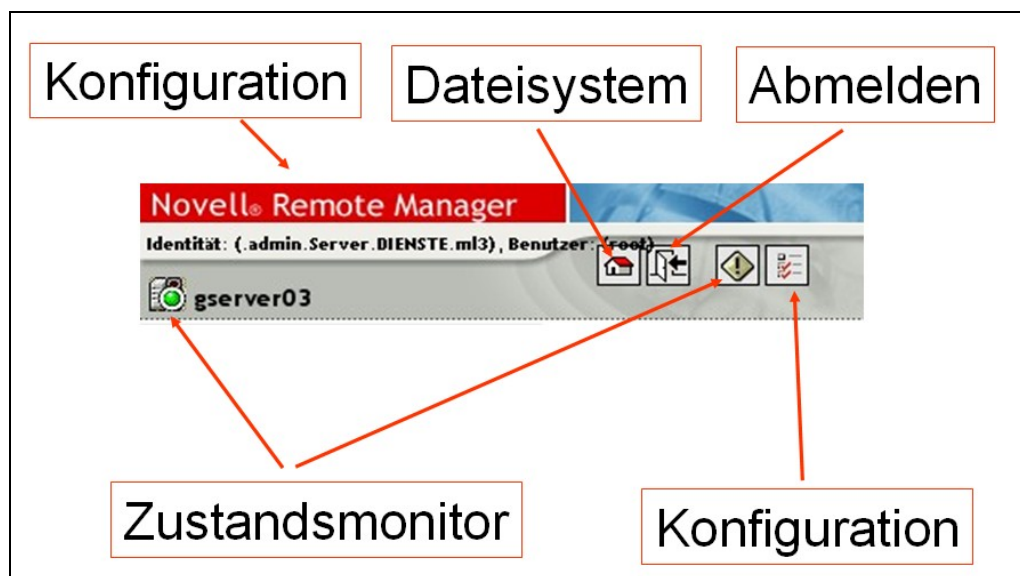 Konfiguration
Dateisystem
Abmelden
Novell® Remote Manager
Identität: (.admin.Server.DIENSTE.ml3), Benutzer: (root)
gserver03
Zustandsmonitor
Konfiguration